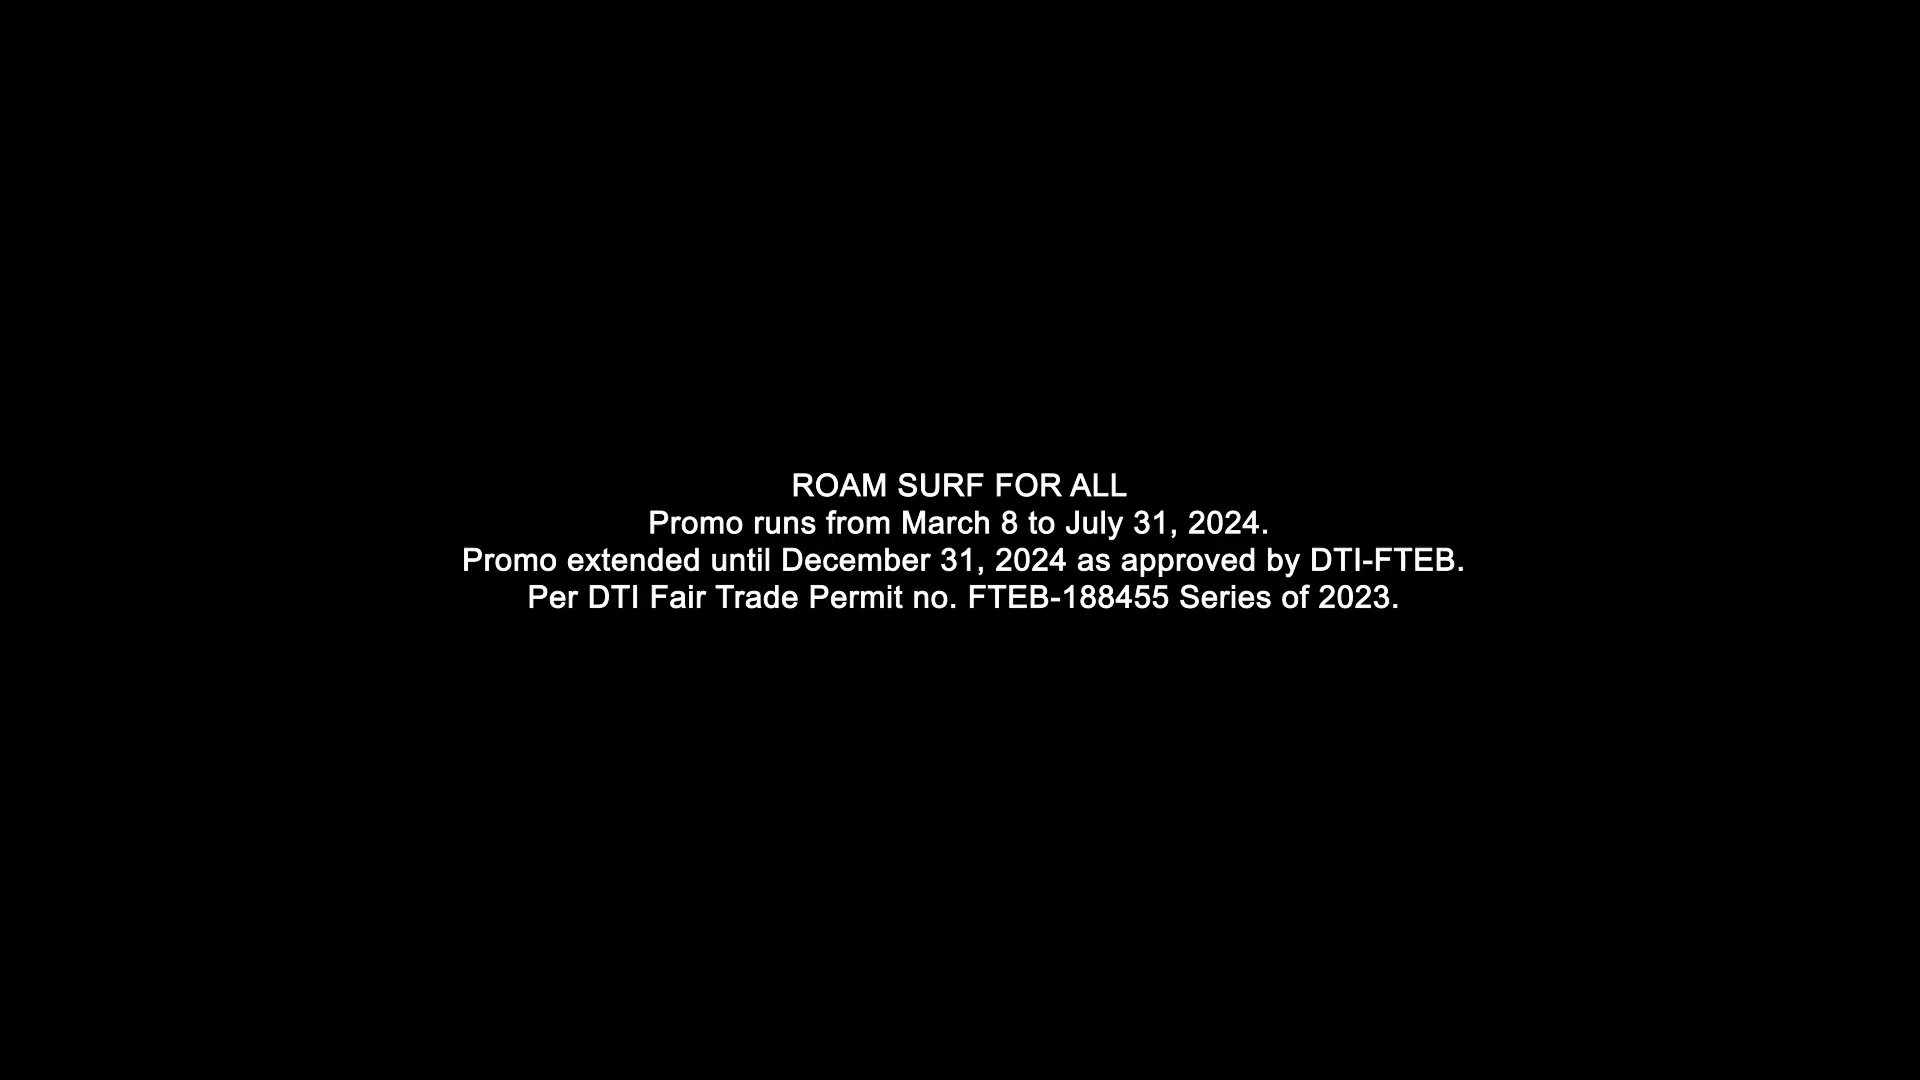 ROAM SURF FOR ALL
Promo runs from March 8 to July 31, 2024.
Promo extended until December 31, 2024 as approved by DTI-FTEB.
Per DTI Fair Trade Permit no. FTEB-188455 Series of 2023.